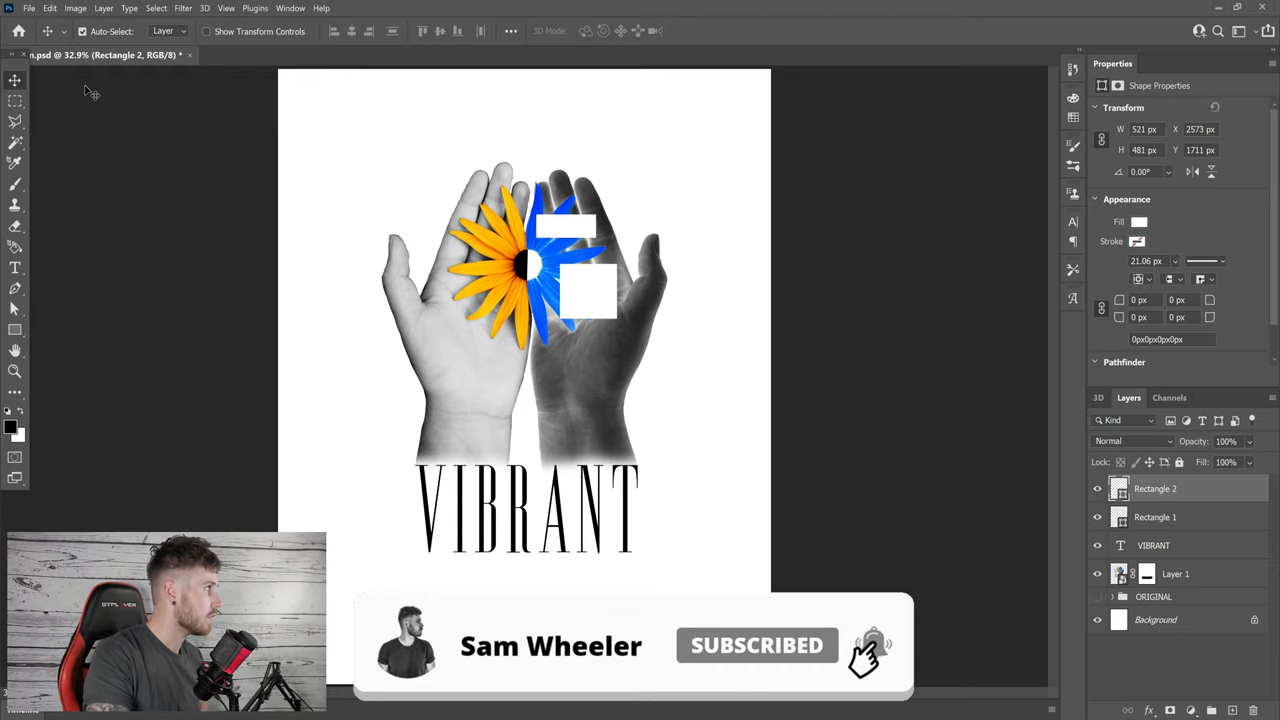 Ps File Edit Image Layer Type Select Filter 3D View Plugins Window Help
Auto-Select: Layer Show Transform Controls 3D Mode:
n.psd @ 32.9% (Rectangle 2, RGB/8) *
Properties
Shape Properties
Transform
W 521 px X 2573 px
H 481 px Y 1711 px
0.00°
Appearance
Fill
Stroke
21.06 px
0 px 0 px
0 px 0 px
0px0px0px0px
Pathfinder
3D Layers Channels
Kind
Normal Opacity: 100%
Lock: Fill: 100%
Rectangle 2
Rectangle 1
T VIBRANT
Layer 1
ORIGINAL
Background
VIBRANT
GTPLAYER
Sam Wheeler SUBSCRIBED
fx